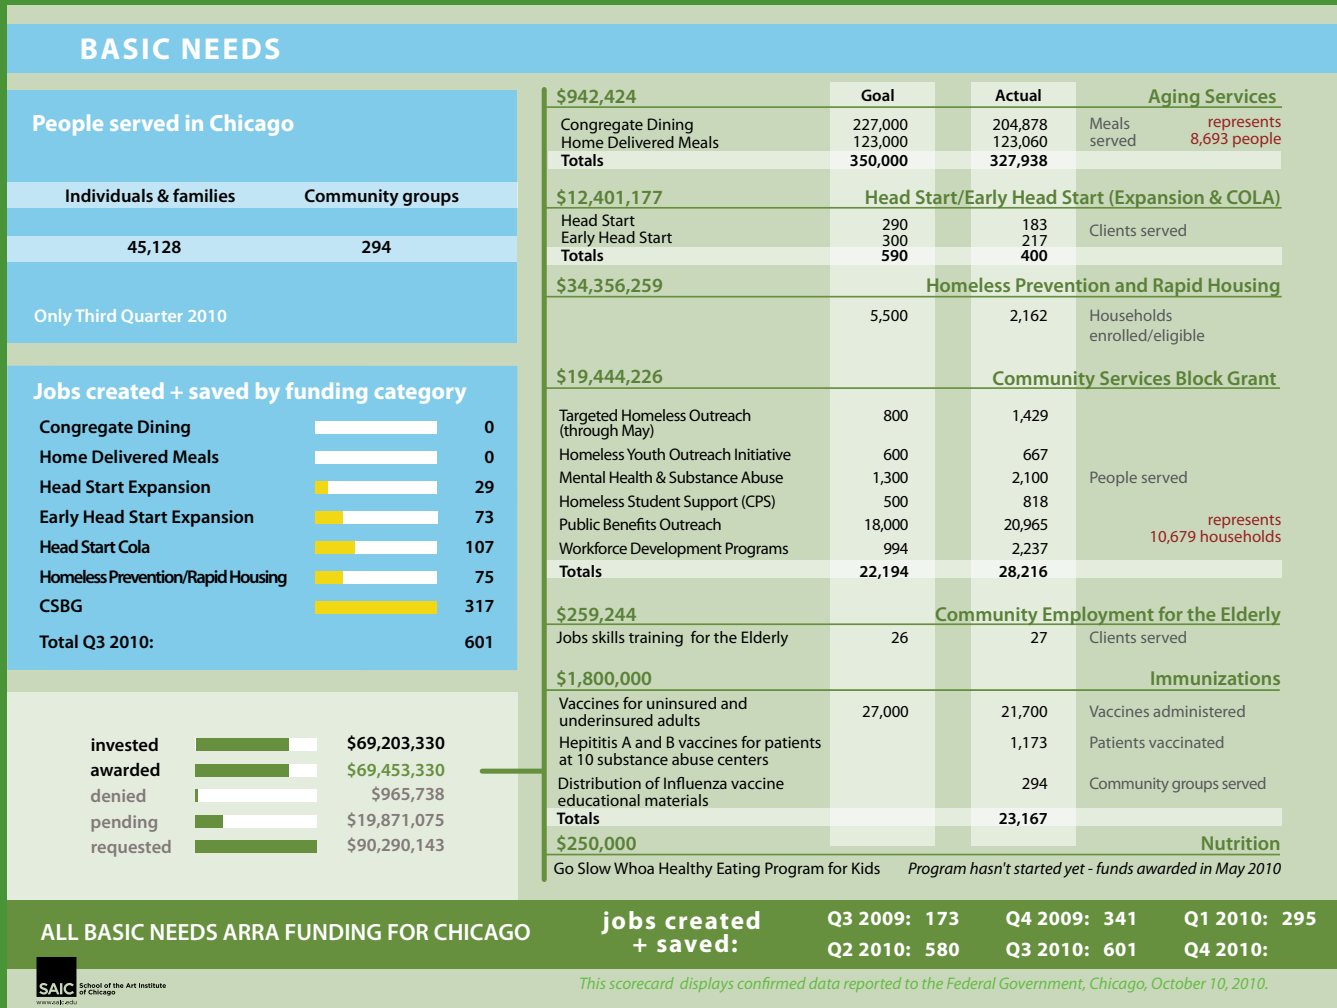 BASIC NEEDS
People served in Chicago
Individuals & families Community groups
45,128 294
Only Third Quarter 2010
Jobs created + saved by funding category
Congregate Dining 0
Home Delivered Meals 0
Head Start Expansion 29
Early Head Start Expansion 73
Head Start Cola 107
Homeless Prevention/Rapid Housing 75
CSBG 317
Total Q3 2010: 601
invested $69,203,330
awarded $69,453,330
denied $965,738
pending $19,871,075
requested $90,290,143
$942,424 Goal Actual Aging Services
Congregate Dining 227,000 204,878 Meals represents
Home Delivered Meals 123,000 123,060 served 8,693 people
Totals 350,000 327,938
$12,401,177 Head Start/Early Head Start (Expansion & COLA)
Head Start 290 183 Clients served
Early Head Start 300 217
Totals 590 400
$34,356,259 Homeless Prevention and Rapid Housing
5,500 2,162 Households
enrolled/eligible
$19,444,226 Community Services Block Grant
Targeted Homeless Outreach 800 1,429
(through May)
Homeless Youth Outreach Initiative 600 667
Mental Health & Substance Abuse 1,300 2,100 People served
Homeless Student Support (CPS) 500 818
Public Benefits Outreach 18,000 20,965 represents
10,679 households
Workforce Development Programs 994 2,237
Totals 22,194 28,216
$259,244 Community Employment for the Elderly
Jobs skills training for the Elderly 26 27 Clients served
$1,800,000 Immunizations
Vaccines for uninsured and
underinsured adults 27,000 21,700 Vaccines administered
Hepititis A and B vaccines for patients 1,173 Patients vaccinated
at 10 substance abuse centers
Distribution of Influenza vaccine 294 Community groups served
educational materials
Totals 23,167
$250,000 Nutrition
Go Slow Whoa Healthy Eating Program for Kids Program hasn't started yet - funds awarded in May 2010
ALL BASIC NEEDS ARRA FUNDING FOR CHICAGO
jobs created
+ saved:
Q3 2009: 173 Q4 2009: 341 Q1 2010: 295
Q2 2010: 580 Q3 2010: 601 Q4 2010:
SAIC School of the Art Institute
of Chicago
www.saic.edu
This scorecard displays confirmed data reported to the Federal Government, Chicago, October 10, 2010.